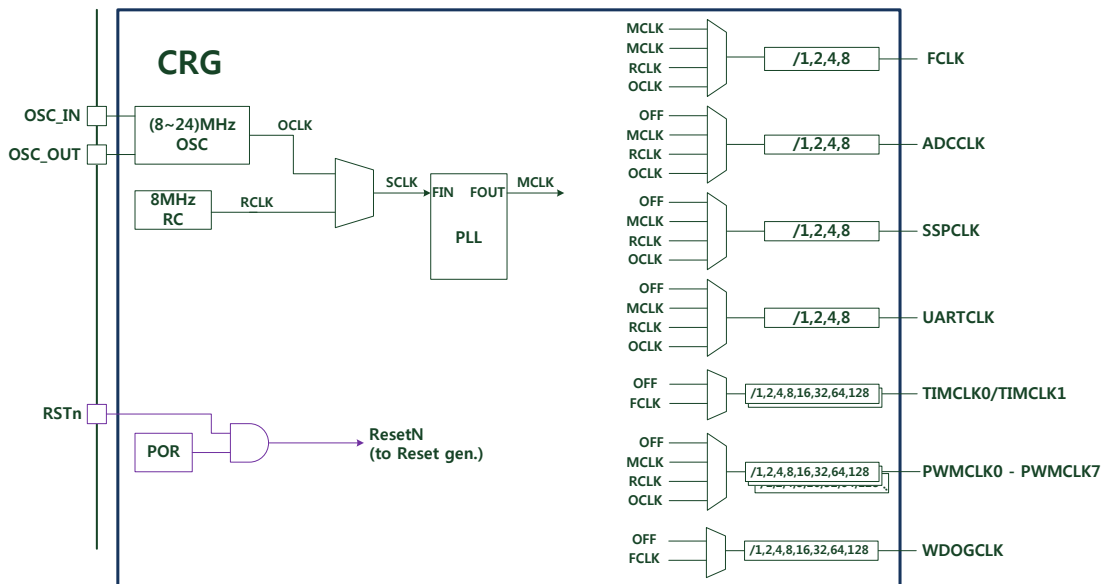 CRG
OSC_IN
OSC_OUT
(8~24)MHz
OSC
OCLK
8MHz
RC
RCLK
SCLK
FIN
FOUT
MCLK
PLL
RSTn
POR
ResetN
(to Reset gen.)
MCLK
MCLK
RCLK
OCLK
/1,2,4,8
FCLK
OFF
MCLK
RCLK
OCLK
/1,2,4,8
ADCCLK
OFF
MCLK
RCLK
OCLK
/1,2,4,8
SSPCLK
OFF
MCLK
RCLK
OCLK
/1,2,4,8
UARTCLK
OFF
FCLK
/1,2,4,8,16,32,64,128
TIMCLK0/TIMCLK1
OFF
MCLK
RCLK
OCLK
/1,2,4,8,16,32,64,128
PWMCLK0 - PWMCLK7
OFF
FCLK
/1,2,4,8,16,32,64,128
WDOGCLK